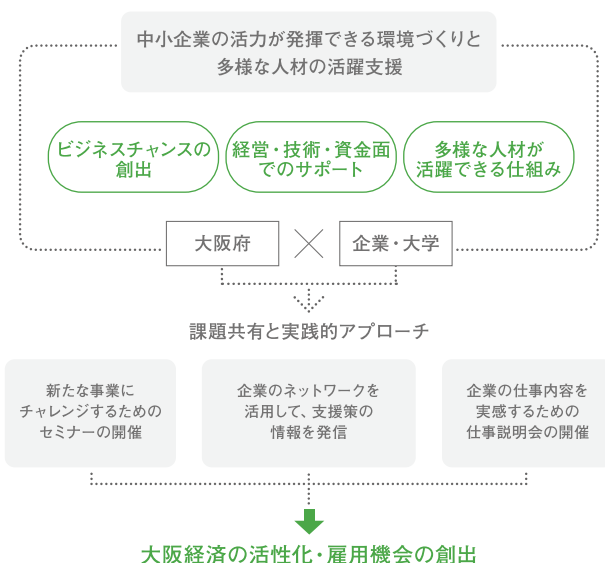 中小企業の活力が発揮できる環境づくりと
多様な人材の活躍支援
ビジネスチャンスの
創出
経営・技術・資金面
でのサポート
多様な人材が
活躍できる仕組み
大阪府
企業・大学
課題共有と実践的アプローチ
新たな事業に
チャレンジするための
セミナーの開催
企業のネットワークを
活用して、支援策の
情報を発信
企業の仕事内容を
実感するための
仕事説明会の開催
大阪経済の活性化・雇用機会の創出